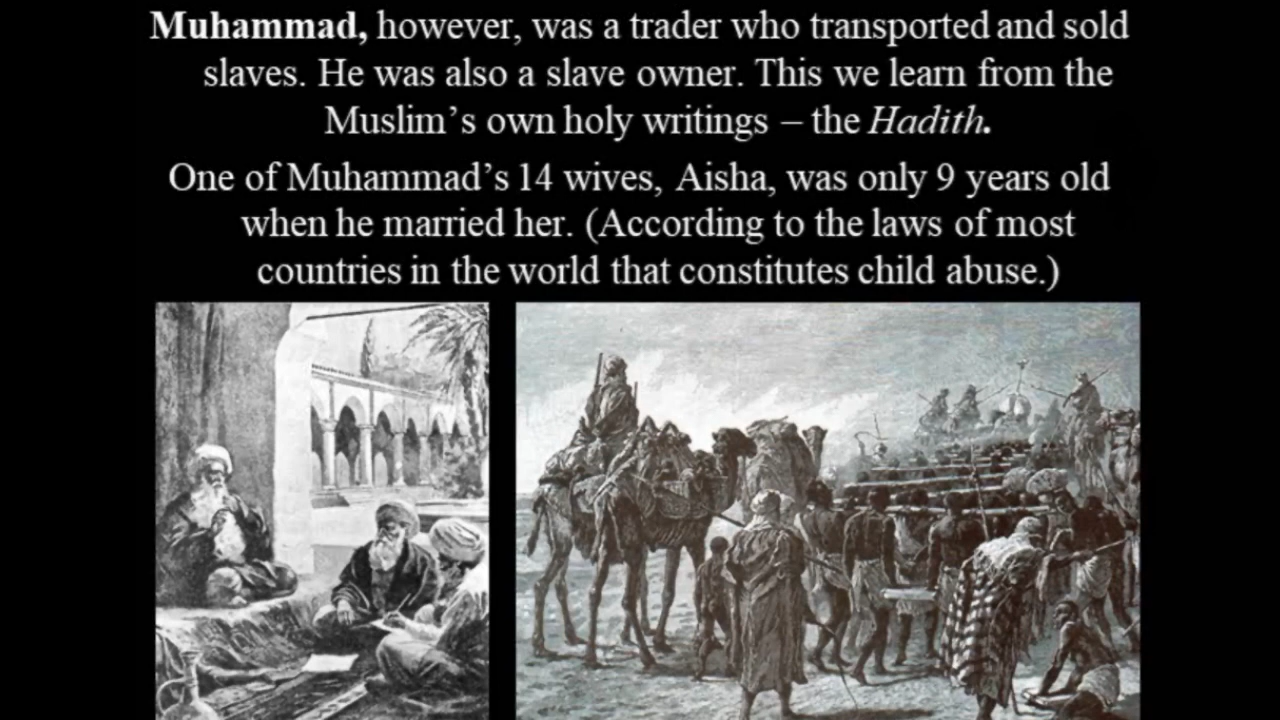 Muhammad, however, was a trader who transported and sold
slaves. He was also a slave owner. This we learn from the
Muslim’s own holy writings – the Hadith.
One of Muhammad’s 14 wives, Aisha, was only 9 years old
when he married her. (According to the laws of most
countries in the world that constitutes child abuse.)